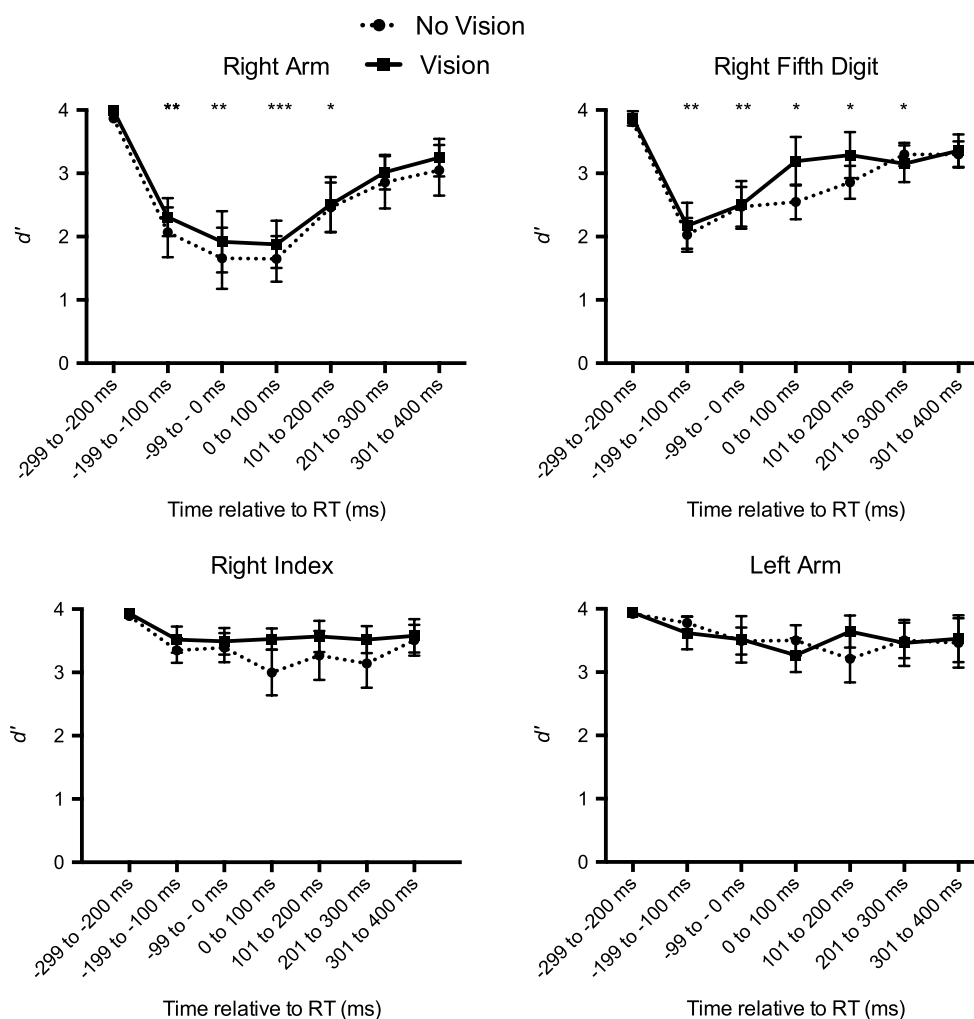 No Vision
Vision
Right Arm
** ** *** *
4
3
2
1
0
d'
-299 to -200 ms
-199 to -100 ms
-99 to - 0 ms
0 to 100 ms
101 to 200 ms
201 to 300 ms
301 to 400 ms
Time relative to RT (ms)
Right Fifth Digit
** ** * * *
4
3
2
1
0
d'
-299 to -200 ms
-199 to -100 ms
-99 to - 0 ms
0 to 100 ms
101 to 200 ms
201 to 300 ms
301 to 400 ms
Time relative to RT (ms)
Right Index
4
3
2
1
0
d'
-299 to -200 ms
-199 to -100 ms
-99 to - 0 ms
0 to 100 ms
101 to 200 ms
201 to 300 ms
301 to 400 ms
Time relative to RT (ms)
Left Arm
4
3
2
1
0
d'
-299 to -200 ms
-199 to -100 ms
-99 to - 0 ms
0 to 100 ms
101 to 200 ms
201 to 300 ms
301 to 400 ms
Time relative to RT (ms)